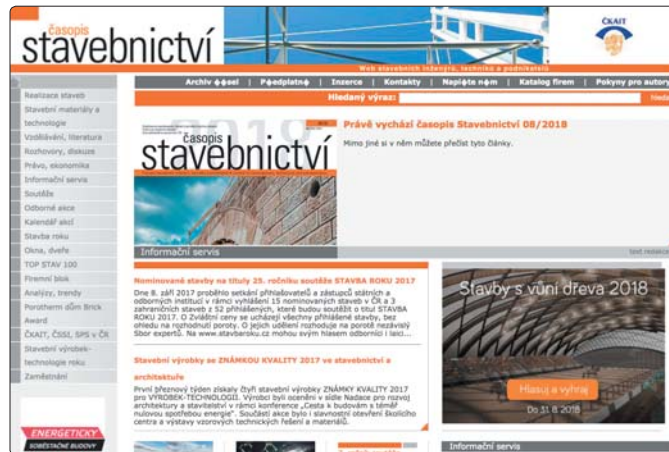 časopis
stavebnictví
ČKAIT
Web stavebních inženýrů, techniků a podnikatelů
Archiv ��sel | P�edplatn� | Inzerce | Kontakty | Napi�te n�m | Katalog firem | Pokyny pro autory
Hledaný výraz:
Realizace staveb
Stavební materiály a
technologie
Vzdělávání, literatura
Rozhovory, diskuze
Právo, ekonomika
Informační servis
Soutěže
Odborné akce
Kalendář akcí
Stavba roku
Okna, dveře
TOP STAV 100
Firemní blok
Analýzy, trendy
Porotherm dům Brick
Award
ČKAIT, ČSSI, SPS v ČR
Stavební výrobek-
technologie roku
Zaměstnání
ENERGETICKY
SOBĚSTAČNÉ BUDOVY
časopis
stavebnictví
Právě vychází časopis Stavebnictví 08/2018
Mimo jiné si v něm můžete přečíst tyto články.
Informační servis
text redakce
Nominované stavby na tituly 25. ročníku soutěže STAVBA ROKU 2017
Dne 8. září 2017 proběhlo setkání přihlašovatelů a zástupců státních a
odborných institucí v rámci vyhlášení 15 nominovaných staveb v ČR a 3
zahraničních staveb z 52 přihlášených, které budou soutěžit o titul STAVBA
ROKU 2017. O Zvláštní ceny se ucházejí všechny přihlášené stavby, bez
ohledu na rozhodnutí poroty. O jejich udělení rozhoduje na porotě nezávislý
Sbor expertů. Na www.stavbaroku.cz mohou svým hlasem odborníci i laici...
Stavební výrobky se ZNÁMKOU KVALITY 2017 ve stavebnictví a
architektuře
První březnový týden získaly čtyři stavební výrobky ZNÁMKY KVALITY 2017
pro VÝROBEK-TECHNOLOGII. Výrobci byli oceněni v sídle Nadace pro rozvoj
architektury a stavitelství v rámci konference „Cesta k budovám s téměř
nulovou spotřebou energie“. Součástí akce bylo i slavnostní otevření školicího
centra a výstavy vzorových technických řešení a materiálů.
Stavby s vůní dřeva 2018
Hlasuj a vyhraj
Do 31. 8. 2018
Informační servis